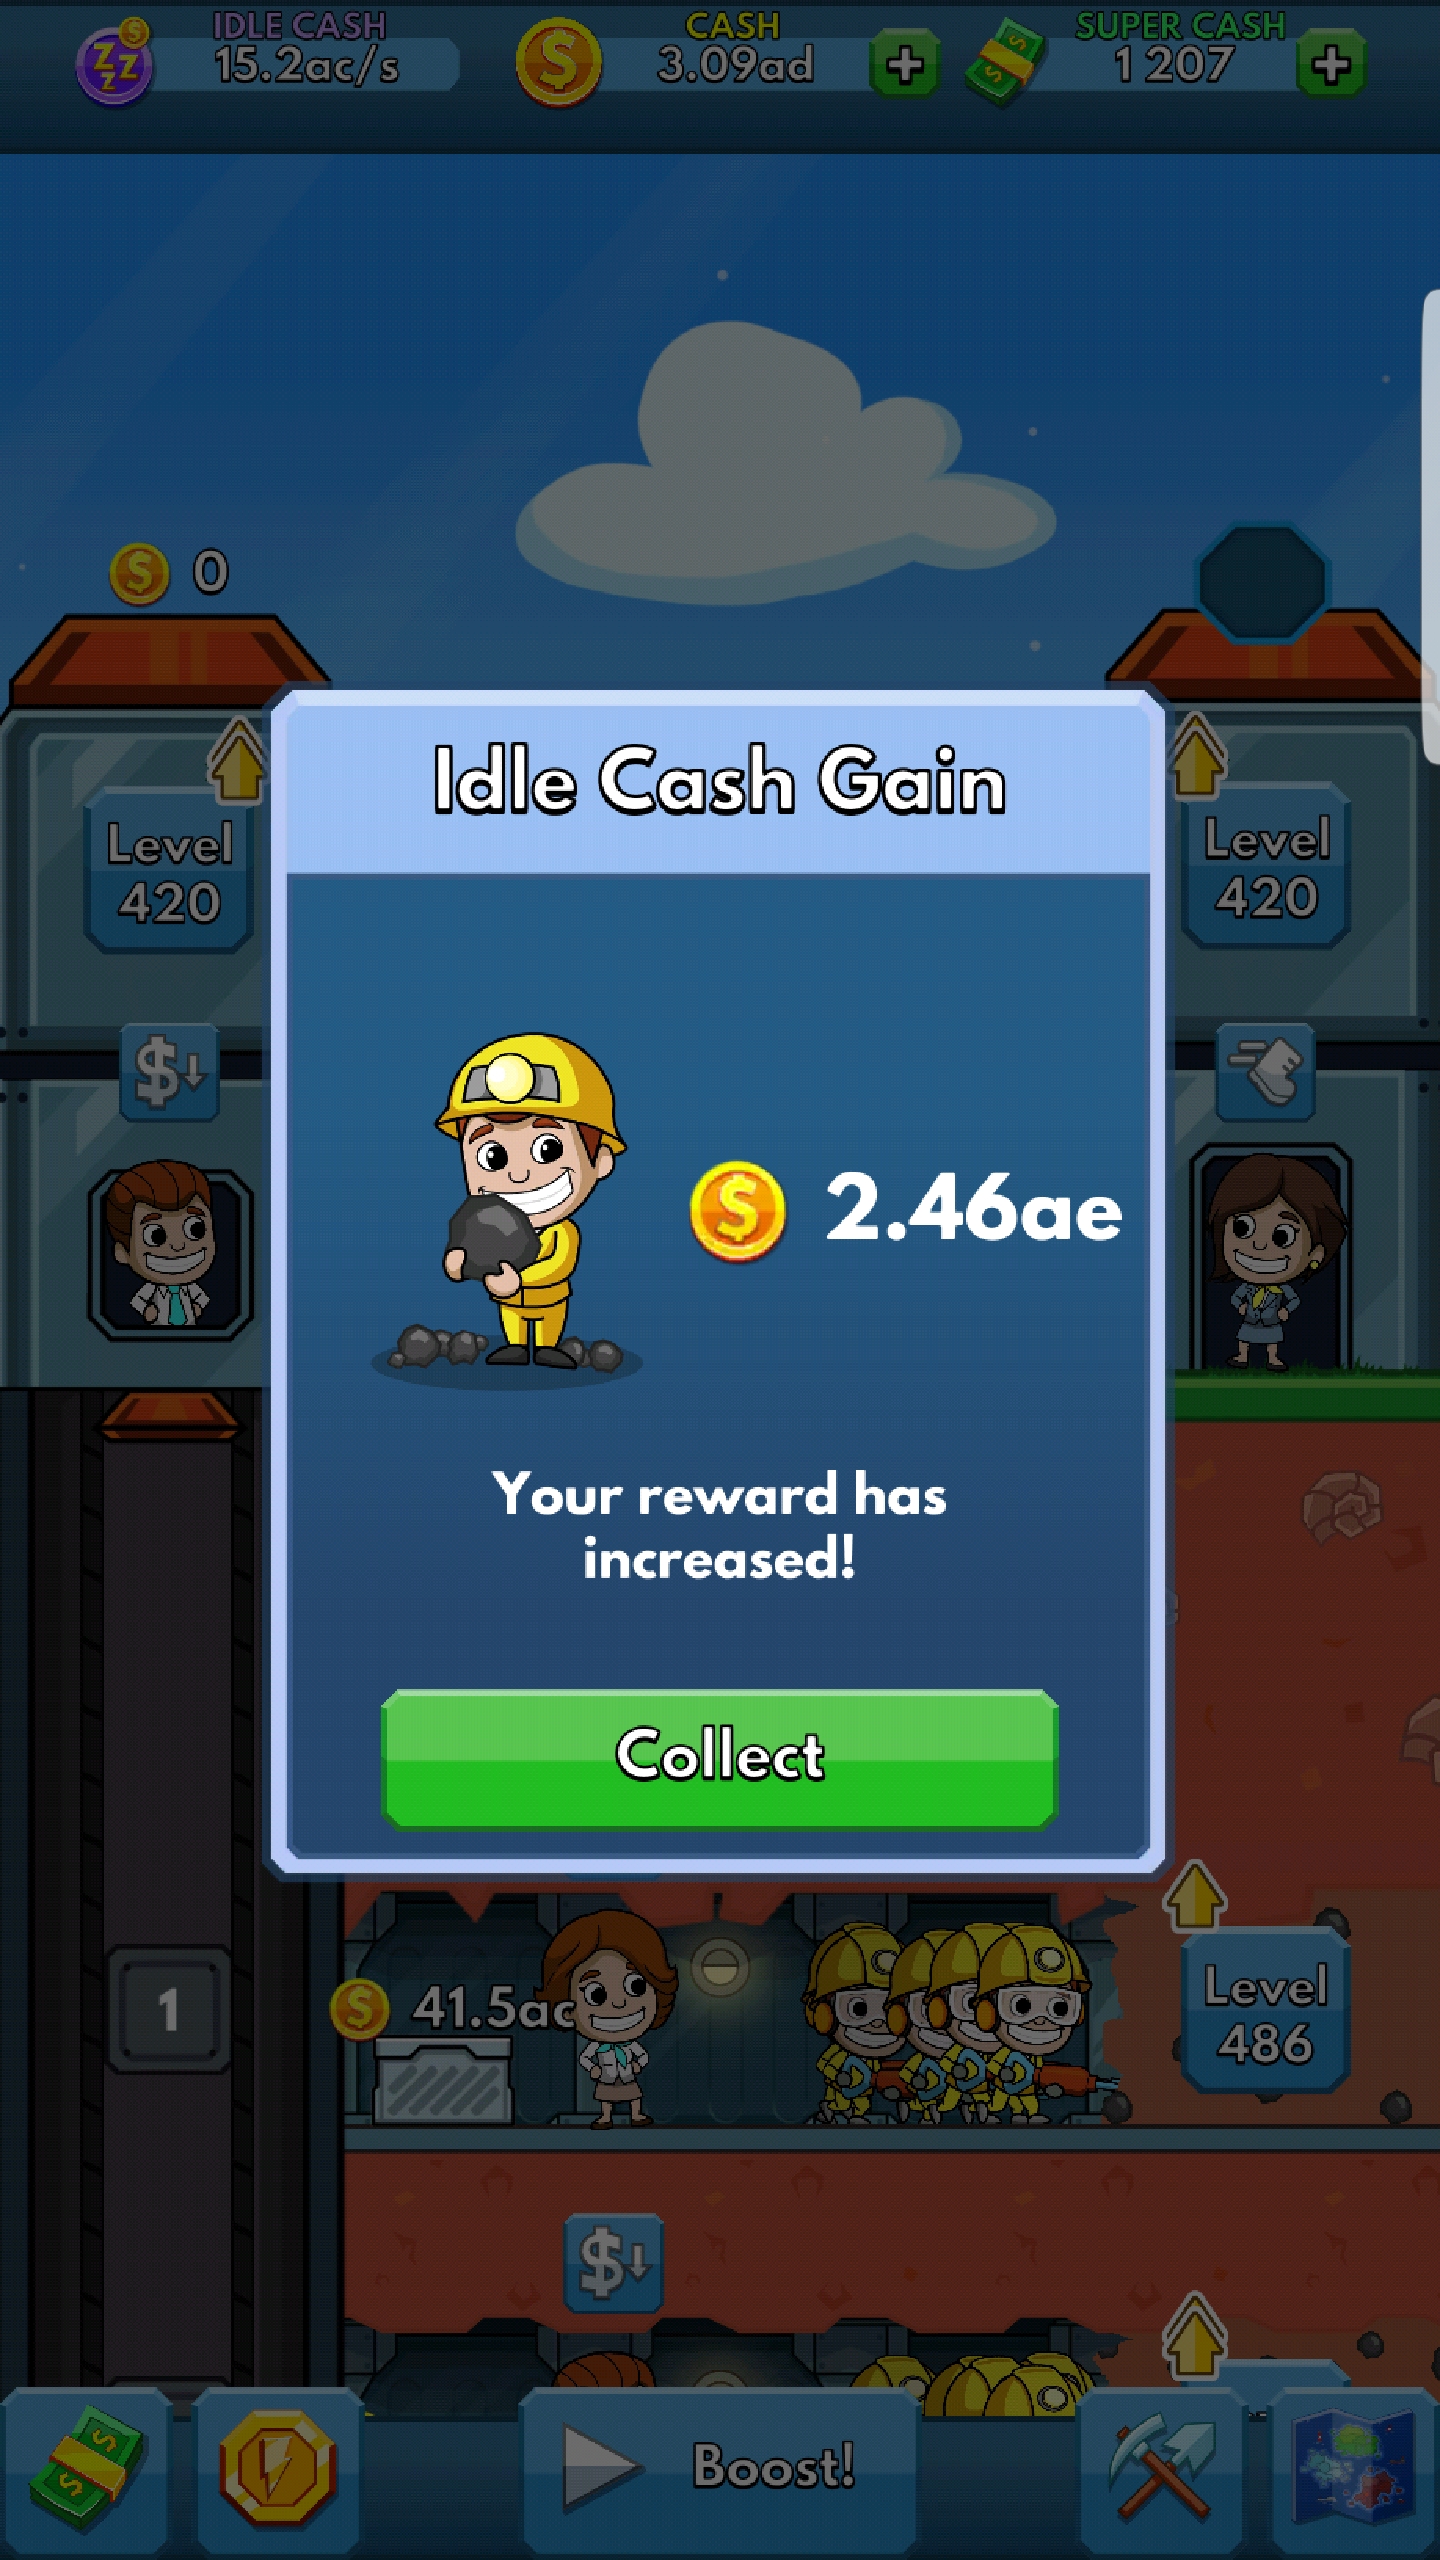 IDLE CASH
15.2ac/s
CASH
3.09ad
SUPER CASH
1 207
0
Idle Cash Gain
Level
420
Level
420
2.46ae
Your reward has
increased!
Collect
1
41.5ac
Level
486
Boost!